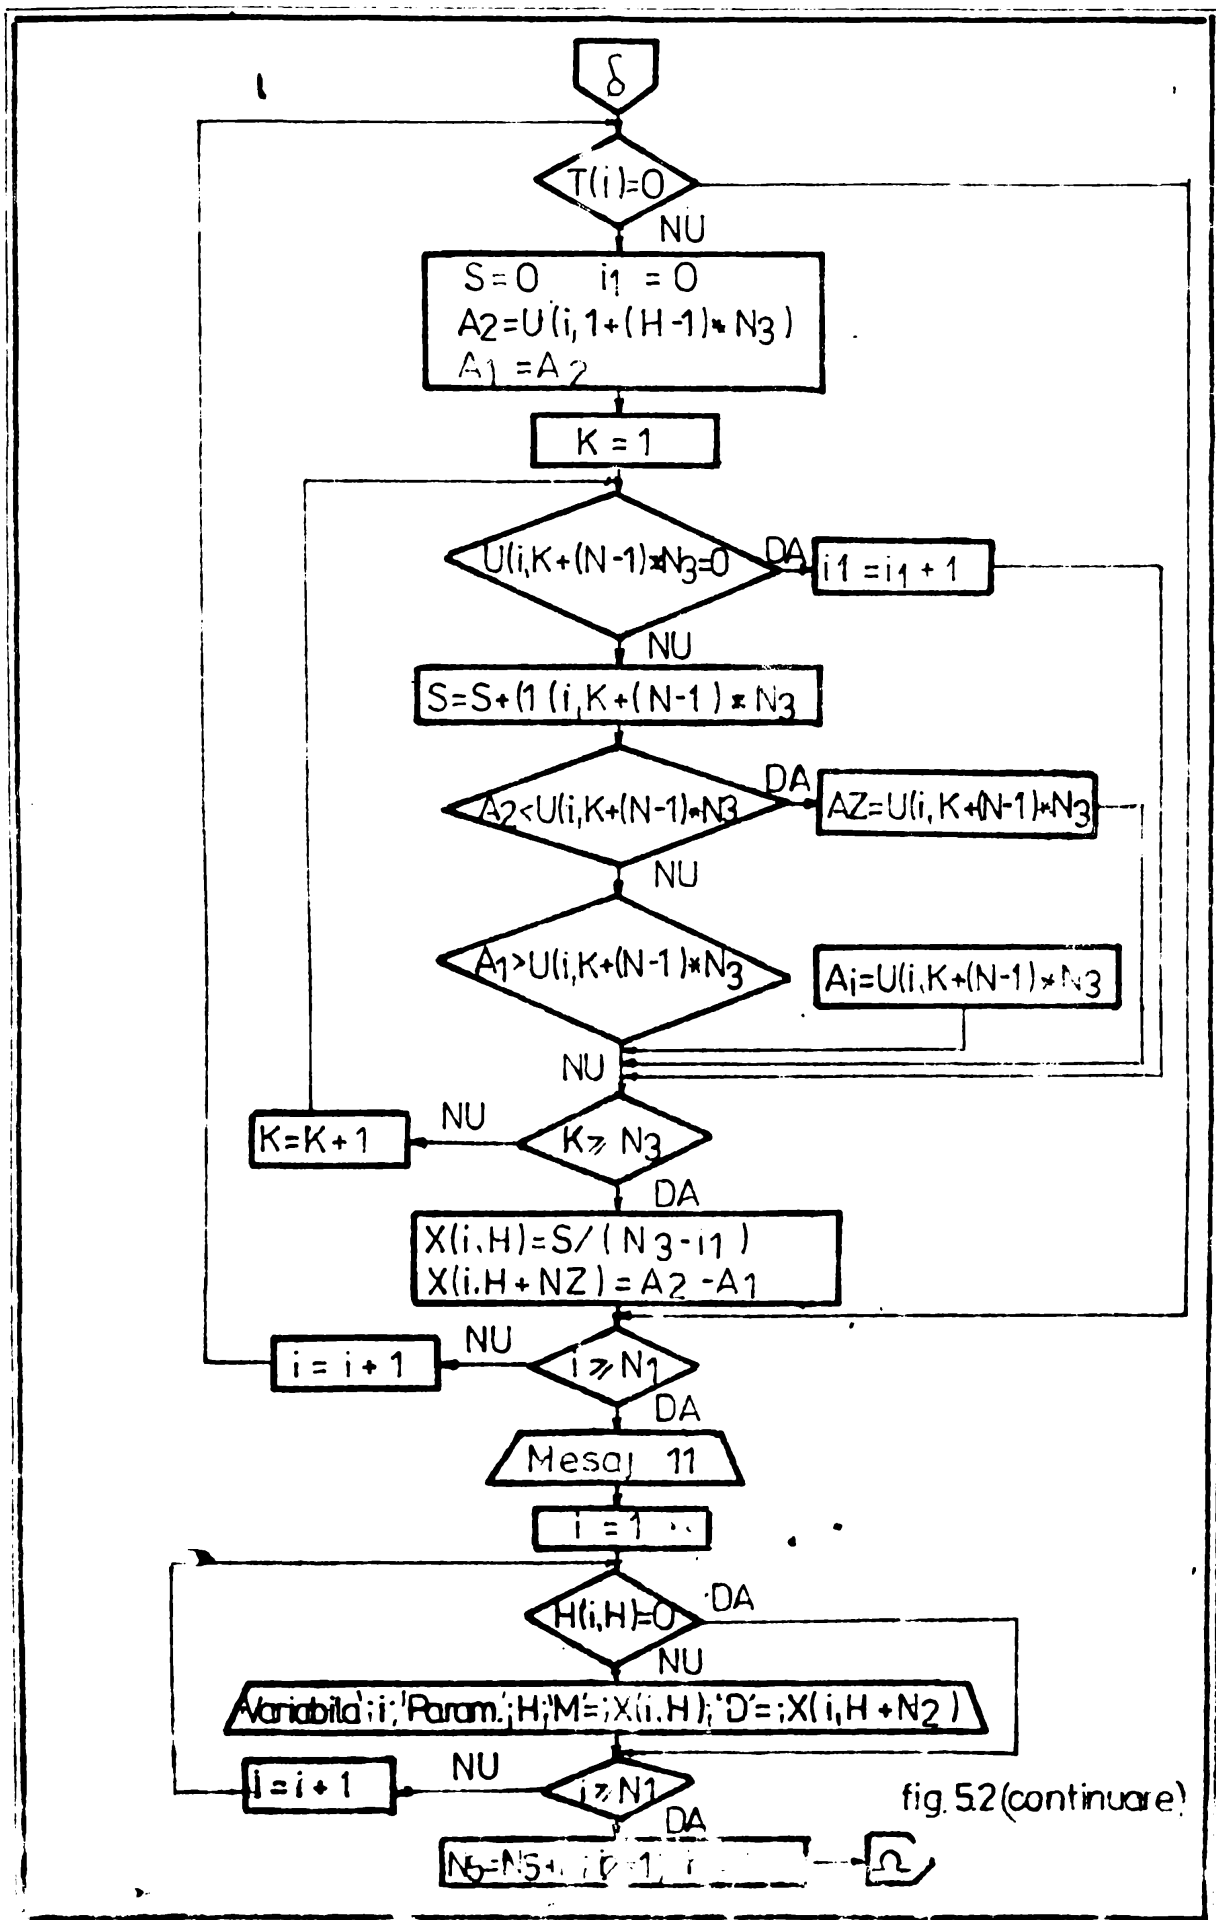 δ
T(i)=0
NU
S=0 i1 = 0
A2=U(i,1+(H-1)*N3)
A1 =A2
K = 1
U(i,K+(N-1)*N3=0
DA
i1 =i1 + 1
NU
S=S+(1(i,K+(N-1)*N3
A2<U(i,K+(N-1)*N3
DA
AZ=U(i,K+(N-1)*N3
NU
A1>U(i,K+(N-1)*N3
Ai=U(i,K+(N-1)*N3
NU
K⩾N3
NU
K=K+1
DA
X(i.H)=S/(N3-i1)
X(i.H+NZ)=A2-A1
i⩾N1
NU
i = i + 1
DA
Mesaj 11
i = 1
H(i,H)=0
DA
NU
Variabila';i;'Param.';H;'M'=;X(i.H);'D'=;X(i,H+N2)
i⩾N1
NU
i=i+1
DA
fig. 5.2 (continuare)
N5=N5+
Ω